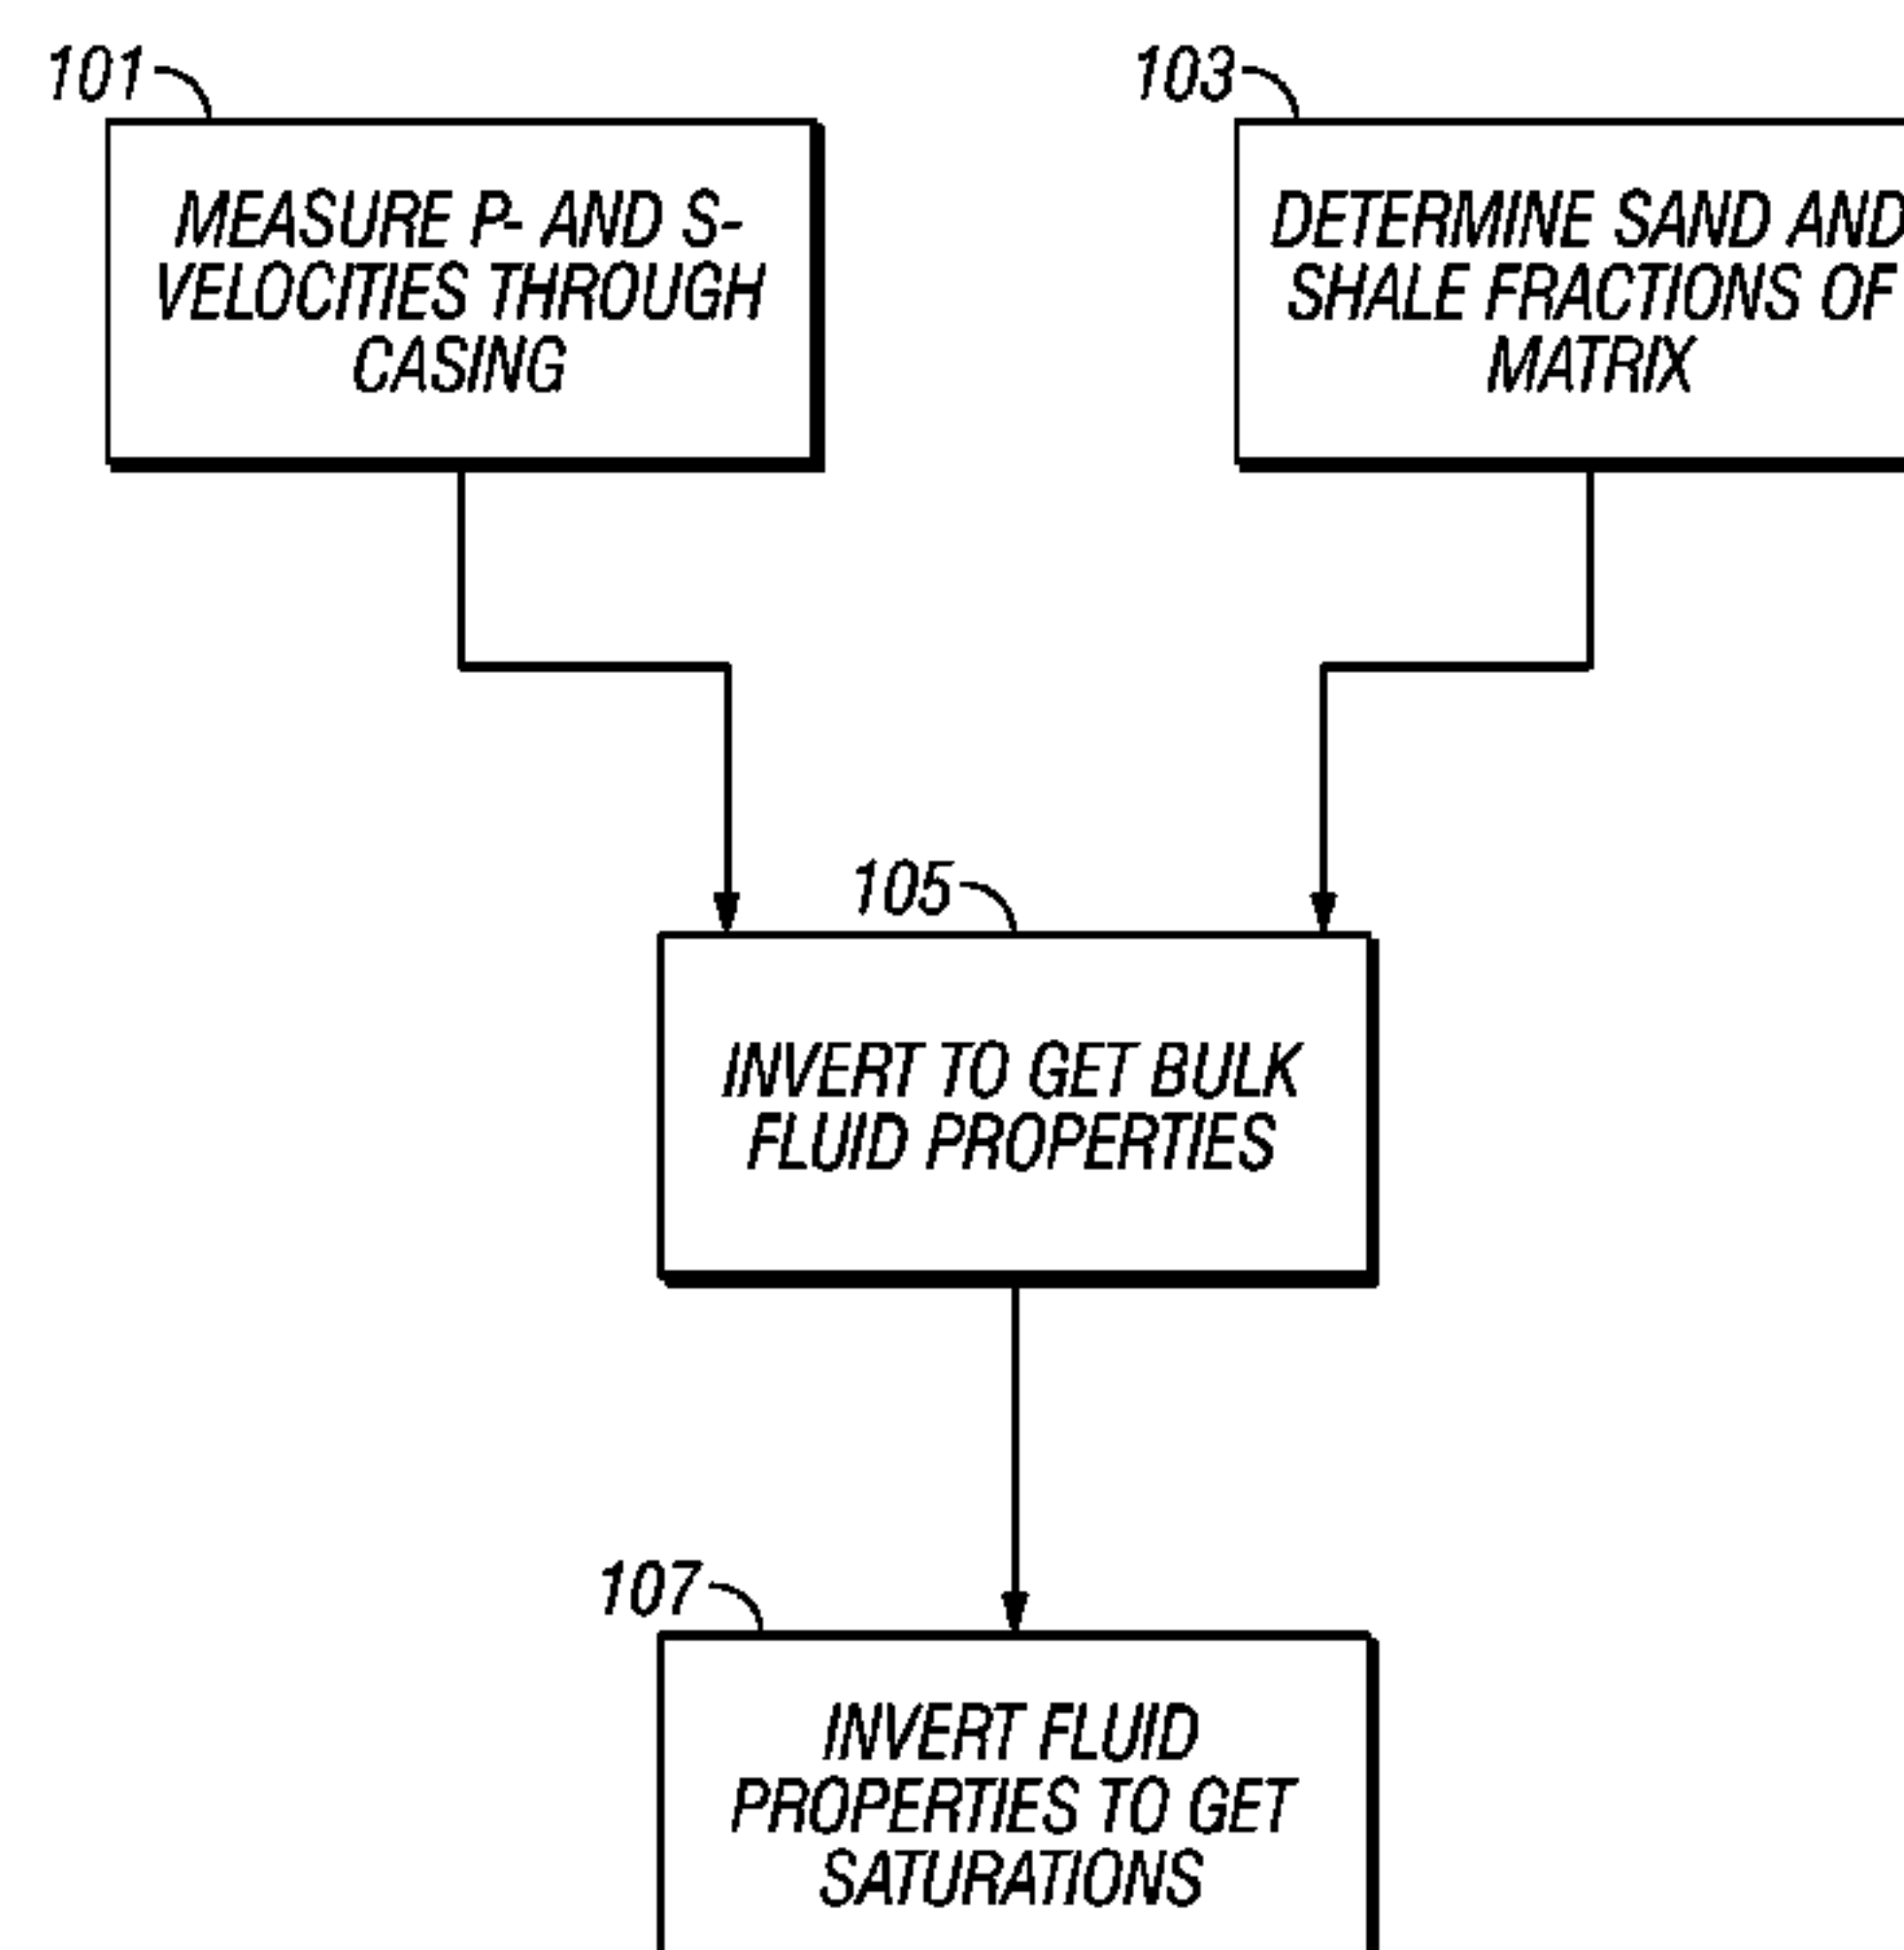 101
MEASURE P- AND S-
VELOCITIES THROUGH
CASING
103
DETERMINE SAND AND
SHALE FRACTIONS OF
MATRIX
105
INVERT TO GET BULK
FLUID PROPERTIES
107
INVERT FLUID
PROPERTIES TO GET
SATURATIONS